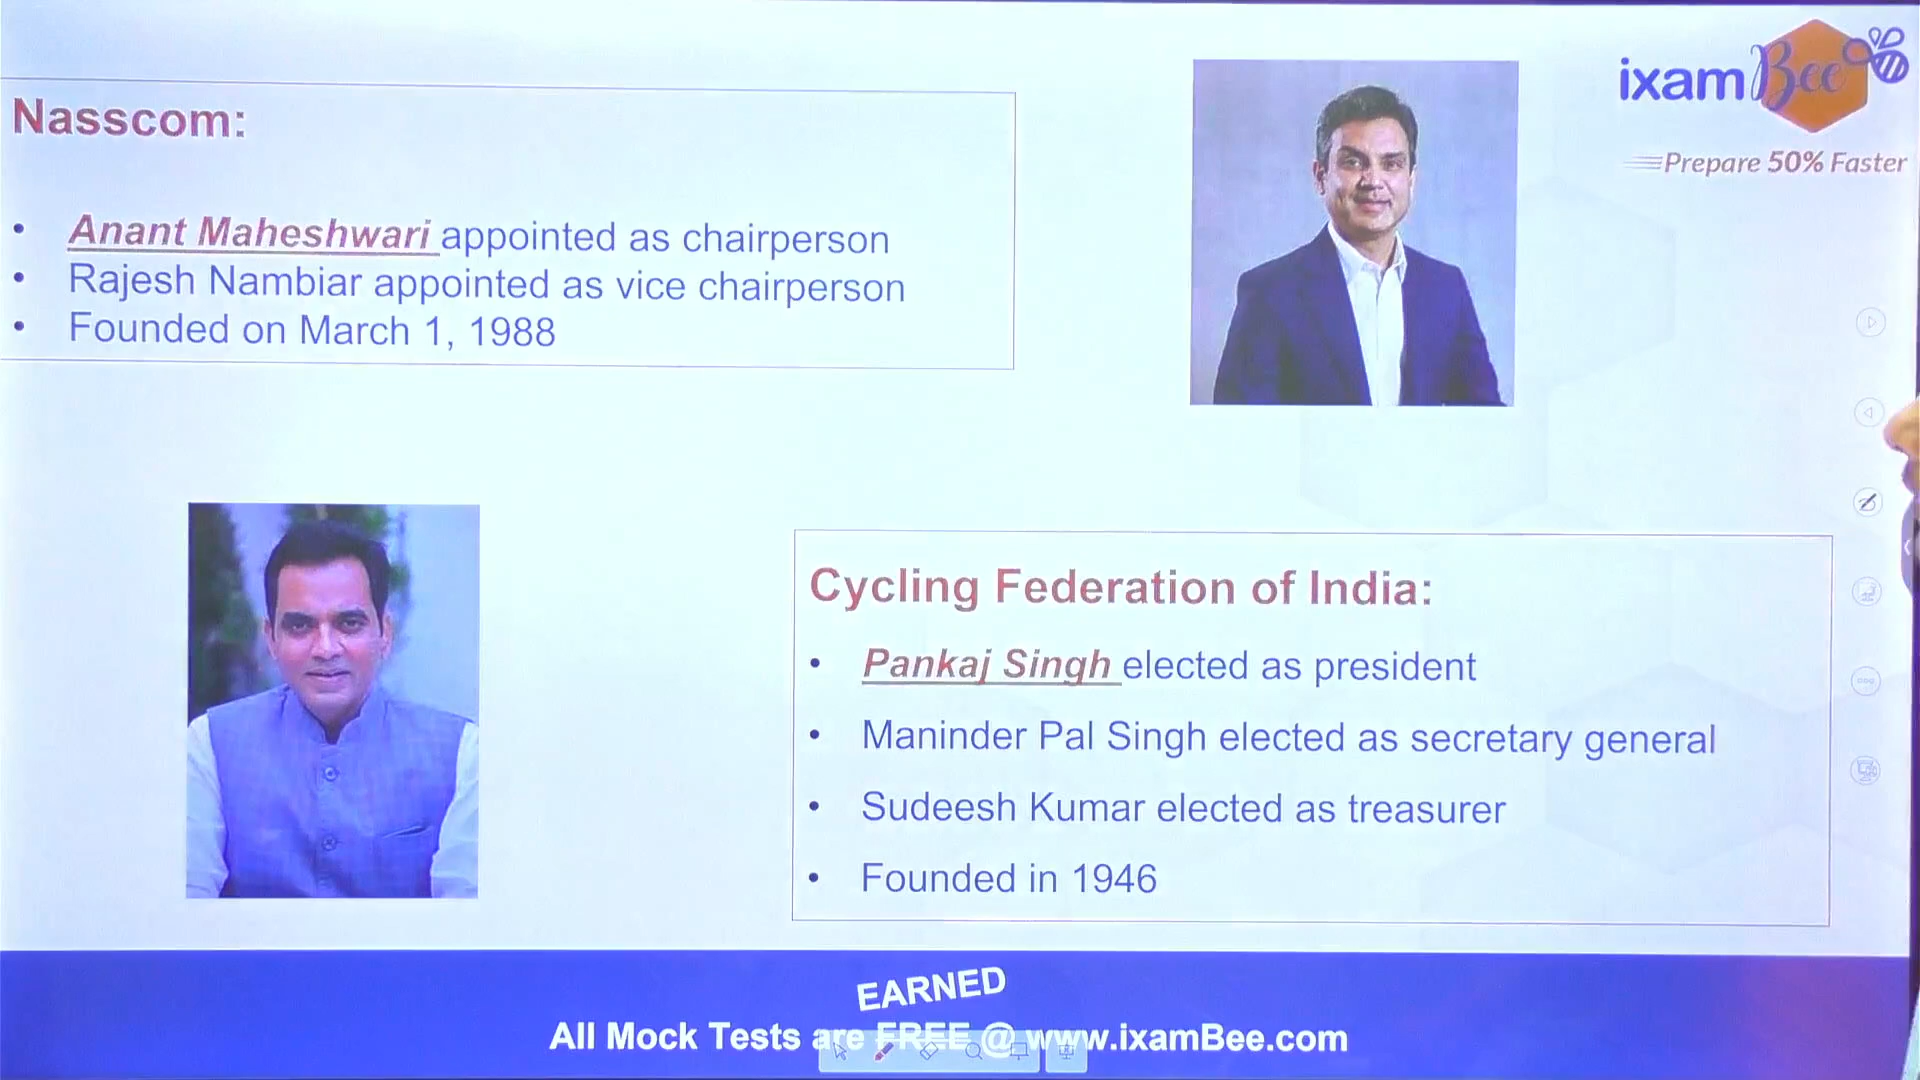 ixamBee
Prepare 50% Faster
Nasscom:
• Anant Maheshwari appointed as chairperson
• Rajesh Nambiar appointed as vice chairperson
• Founded on March 1, 1988
Cycling Federation of India:
• Pankaj Singh elected as president
• Maninder Pal Singh elected as secretary general
• Sudeesh Kumar elected as treasurer
• Founded in 1946
EARNED
All Mock Tests are FREE @ www.ixamBee.com